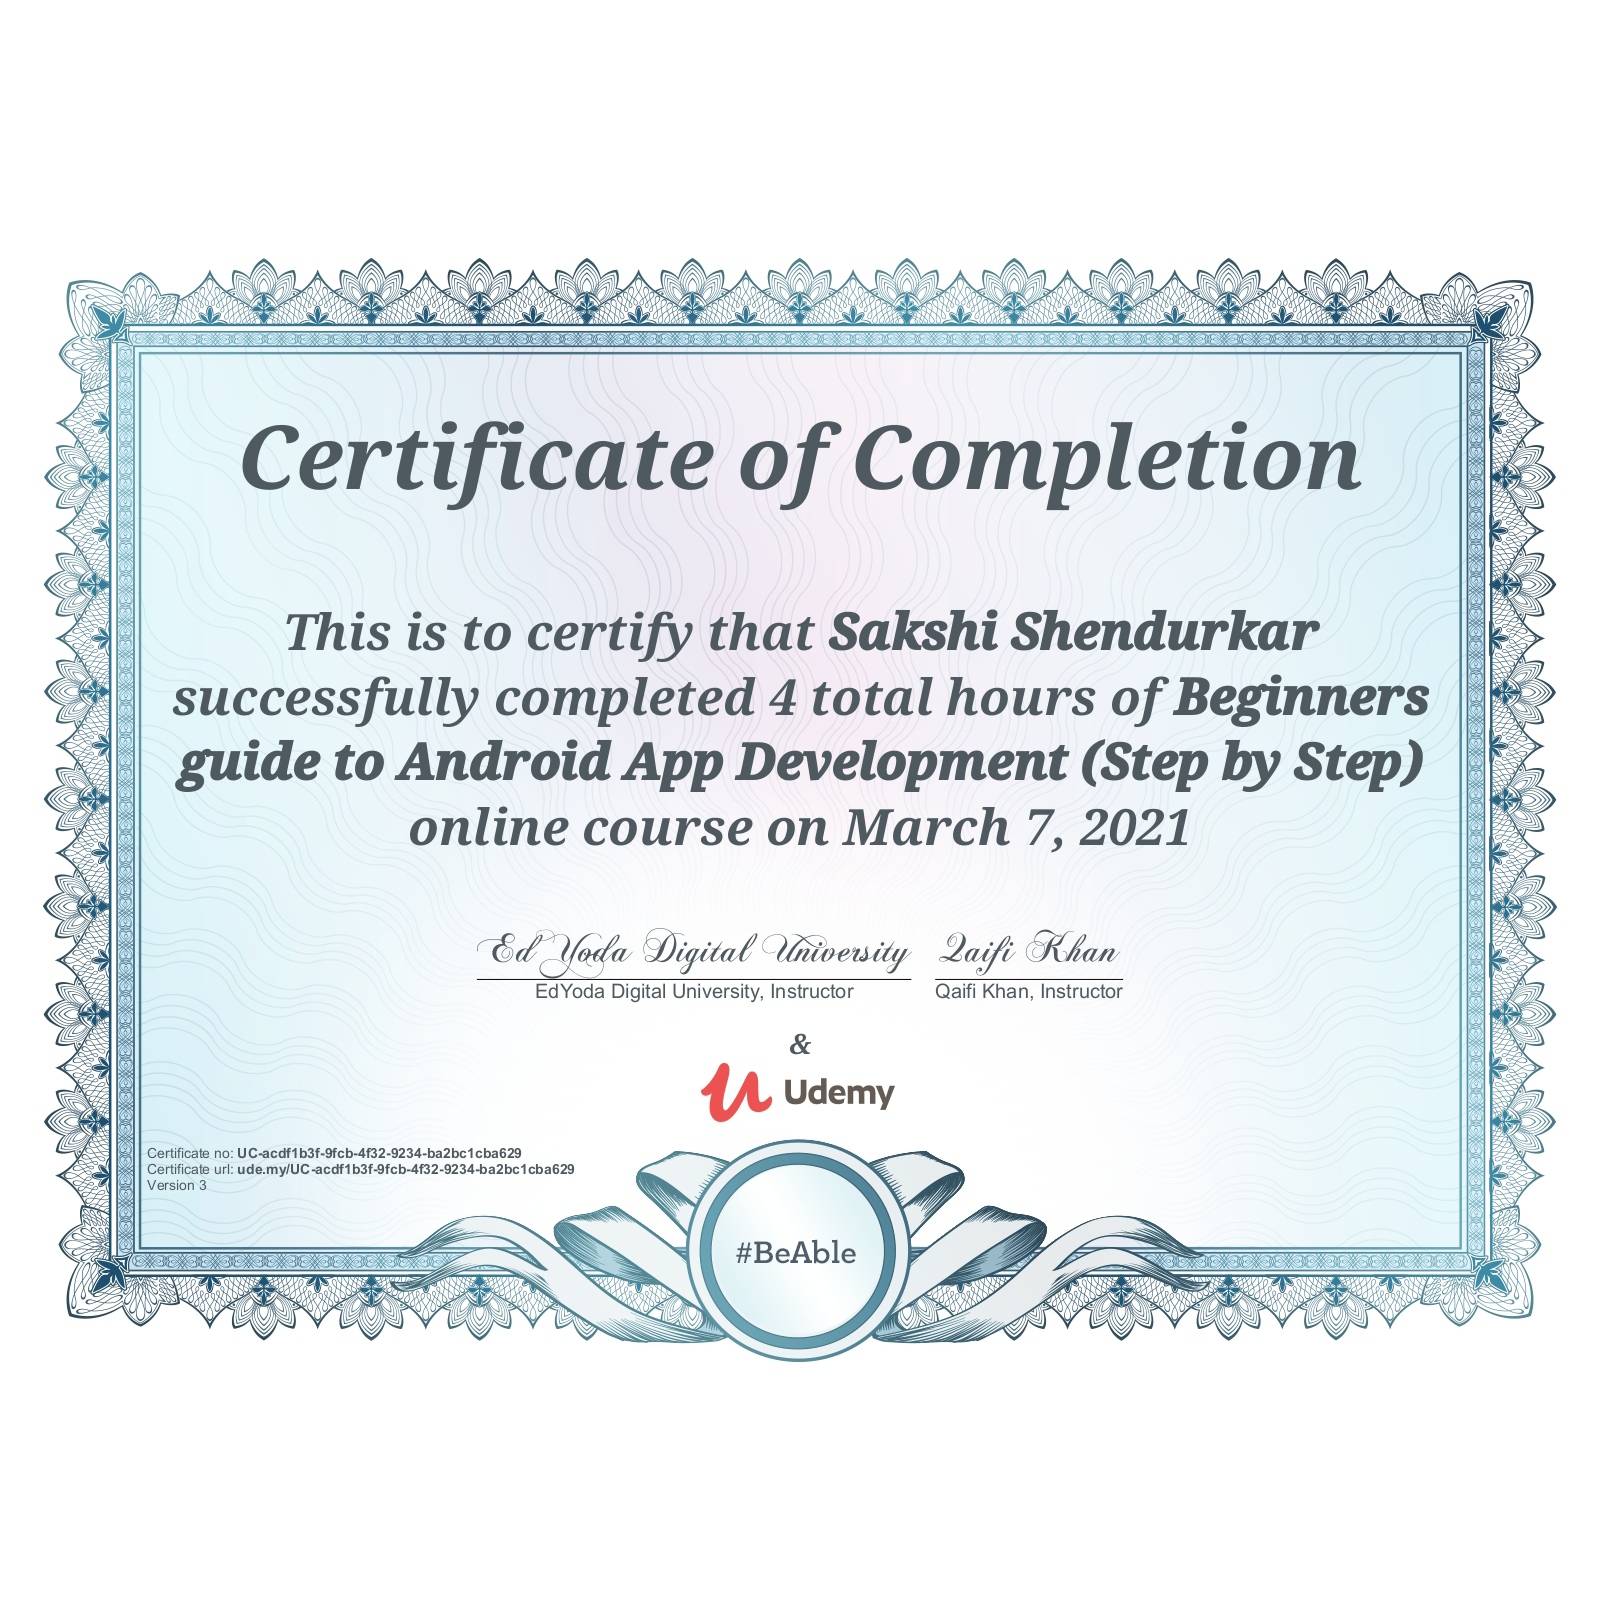 Certificate of Completion
This is to certify that Sakshi Shendurkar
successfully completed 4 total hours of Beginners
guide to Android App Development (Step by Step)
online course on March 7, 2021
Ed Yoda Digital University Qaifi Khan
EdYoda Digital University, Instructor Qaifi Khan, Instructor
&
Udemy
Certificate no: UC-acdf1b3f-9fcb-4f32-9234-ba2bc1cba629
Certificate url: ude.my/UC-acdf1b3f-9fcb-4f32-9234-ba2bc1cba629
Version 3
#BeAble